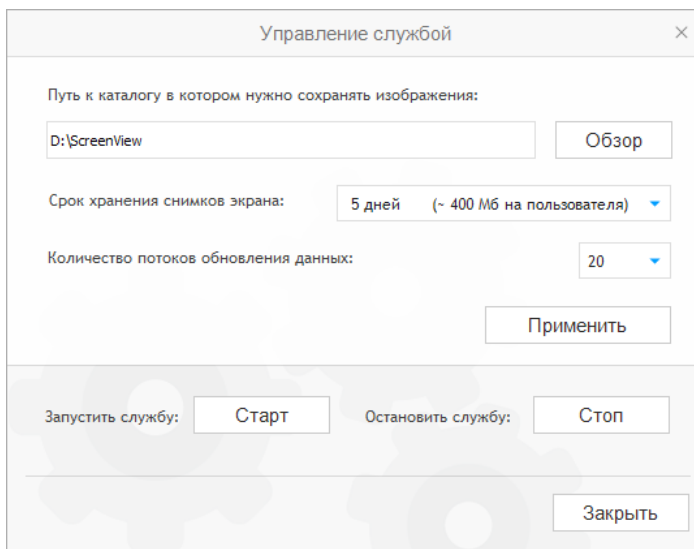 Управление службой
Путь к каталогу в котором нужно сохранять изображения:
D:\ScreenView Обзор
Срок хранения снимков экрана: 5 дней (~ 400 Мб на пользователя)
Количество потоков обновления данных: 20
Применить
Запустить службу: Старт Остановить службу: Стоп
Закрыть